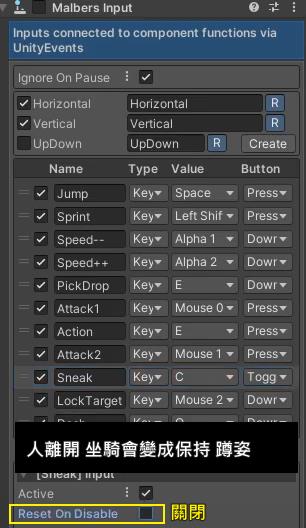 Malbers Input
Inputs connected to component functions via
UnityEvents
Ignore On Pause
Horizontal Horizontal R
Vertical Vertical R
UpDown UpDown R Create
Name Type Value Button
Jump Key Space Press
Sprint Key Left Shif Press
Speed-- Key Alpha 1 Dowr
Speed++ Key Alpha 2 Dowr
PickDrop Key E Dowr
Attack1 Key Mouse 0 Press
Action Key E Press
Attack2 Key Mouse 1 Press
Sneak Key C Togg
LockTarget Key Mouse 2 Dowr
人離開 坐騎會變成保持 蹲姿
[Sneak] Input
Active
Reset On Disable 關閉